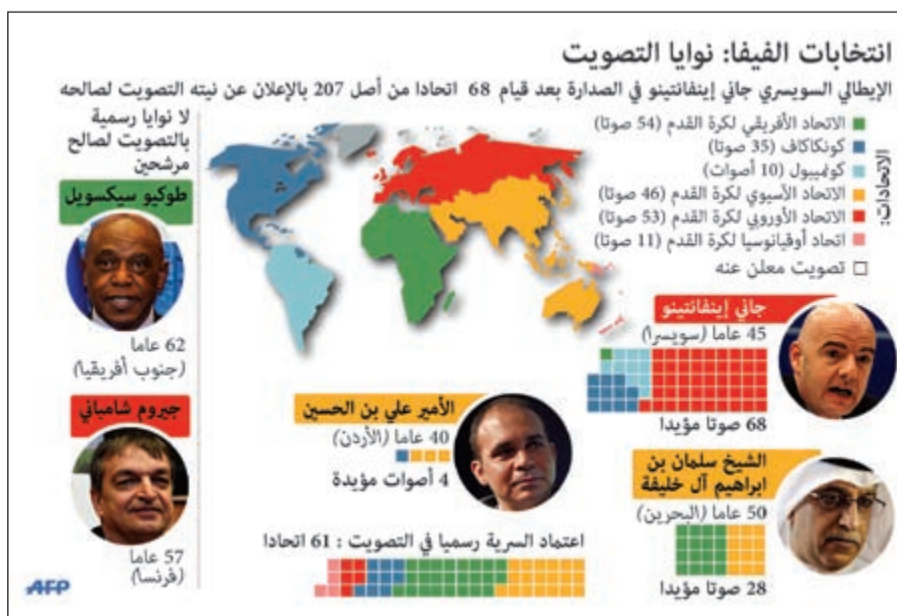 انتخابات الفيفا: نوايا التصويت
الإيطالي السويسري جاني إينفانتينو في الصدارة بعد قيام 68 اتحادا من أصل 207 بالإعلان عن نيته التصويت لصالحه
الاتحادات:
الاتحاد الأفريقي لكرة القدم (54 صوتا)
كونكاكاف (35 صوتا)
كونميبول (10 أصوات)
الاتحاد الآسيوي لكرة القدم (46 صوتا)
الاتحاد الأوروبي لكرة القدم (53 صوتا)
اتحاد أوقيانوسيا لكرة القدم (11 صوتا)
تصويت معلن عنه
لا نوايا رسمية
بالتصويت لصالح
مرشحين
طوكيو سيكسويل
62 عاما
(جنوب أفريقيا)
جيروم شامباني
57 عاما
(فرنسا)
جاني إينفانتينو
45 عاما (سويسرا)
68 صوتا مؤيدا
الأمير علي بن الحسين
40 عاما (الأردن)
4 أصوات مؤيدة
الشيخ سلمان بن
ابراهيم آل خليفة
50 عاما (البحرين)
28 صوتا مؤيدا
اعتماد السرية رسميا في التصويت : 61 اتحادا
AFP